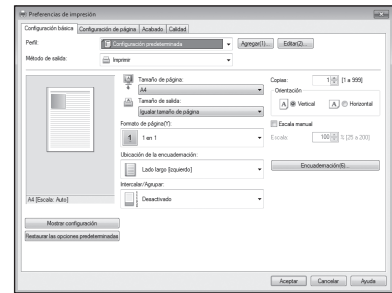 Preferencias de impresión
Configuración básica Configuración de página Acabado Calidad
Perfil: Configuración predeterminada Agregar(1)... Editar(2)...
Método de salida: Imprimir
Tamaño de página:
A4
Tamaño de salida:
Igualar tamaño de página
Formato de página(Y):
1 1 en 1
Ubicación de la encuadernación:
Lado largo [izquierdo]
Intercalar/Agrupar:
Desactivado
Copias: 1 [1 a 999]
Orientación
A Vertical A Horizontal
Escala manual
Escala: 100 % [25 a 200]
Encuadernación(6)...
A4 [Escala: Auto]
Mostrar configuración
Restaurar las opciones predeterminadas
Aceptar Cancelar Ayuda